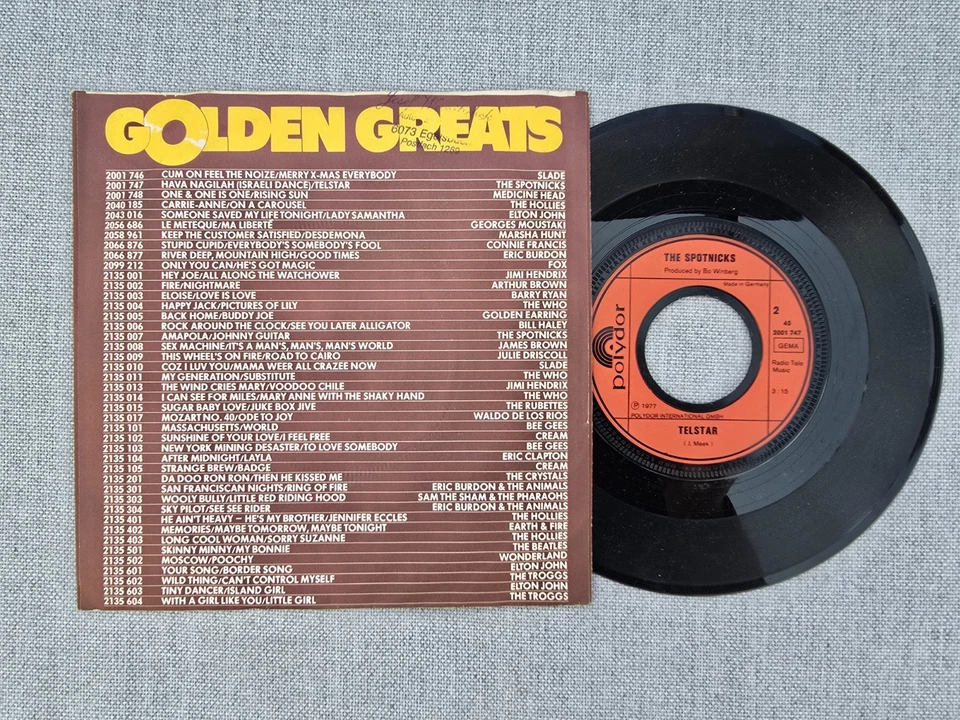 GOLDEN GREATS
6073 Egelsbach
Postfach 1269
2001 746 CUM ON FEEL THE NOIZE/MERRY X-MAS EVERYBODY SLADE
2001 747 HAVA NAGILAH (ISRAELI DANCE)/TELSTAR THE SPOTNICKS
2001 748 ONE & ONE IS ONE/RISING SUN MEDICINE HEAD
2040 185 CARRIE-ANNE/ON A CAROUSEL THE HOLLIES
2043 016 SOMEONE SAVED MY LIFE TONIGHT/LADY SAMANTHA ELTON JOHN
2056 686 LE METEQUE/MA LIBERTÉ GEORGES MOUSTAKI
2058 961 KEEP THE CUSTOMER SATISFIED/DESDEMONA MARSHA HUNT
2066 876 STUPID CUPID/EVERYBODY'S SOMEBODY'S FOOL CONNIE FRANCIS
2066 877 RIVER DEEP, MOUNTAIN HIGH/GOOD TIMES ERIC BURDON
2099 212 ONLY YOU CAN/HE'S GOT MAGIC FOX
2135 001 HEY JOE/ALL ALONG THE WATCHOWER JIMI HENDRIX
2135 002 FIRE/NIGHTMARE ARTHUR BROWN
2135 003 ELOISE/LOVE IS LOVE BARRY RYAN
2135 004 HAPPY JACK/PICTURES OF LILY THE WHO
2135 005 BACK HOME/BUDDY JOE GOLDEN EARRING
2135 006 ROCK AROUND THE CLOCK/SEE YOU LATER ALLIGATOR BILL HALEY
2135 007 AMAPOLA/JOHNNY GUITAR THE SPOTNICKS
2135 008 SEX MACHINE/IT'S A MAN'S, MAN'S, MAN'S WORLD JAMES BROWN
2135 009 THIS WHEEL'S ON FIRE/ROAD TO CAIRO JULIE DRISCOLL
2135 010 COZ I LUV YOU/MAMA WEER ALL CRAZEE NOW SLADE
2135 011 MY GENERATION/SUBSTITUTE THE WHO
2135 013 THE WIND CRIES MARY/VOODOO CHILE JIMI HENDRIX
2135 014 I CAN SEE FOR MILES/MARY ANNE WITH THE SHAKY HAND THE WHO
2135 015 SUGAR BABY LOVE/JUKE BOX JIVE THE RUBETTES
2135 017 MOZART NO. 40/ODE TO JOY WALDO DE LOS RIOS
2135 101 MASSACHUSETTS/WORLD BEE GEES
2135 102 SUNSHINE OF YOUR LOVE/I FEEL FREE CREAM
2135 103 NEW YORK MINING DESASTER/TO LOVE SOMEBODY BEE GEES
2135 104 AFTER MIDNIGHT/LAYLA ERIC CLAPTON
2135 105 STRANGE BREW/BADGE CREAM
2135 201 DA DOO RON RON/THEN HE KISSED ME THE CRYSTALS
2135 301 SAN FRANCISCAN NIGHTS/RING OF FIRE ERIC BURDON & THE ANIMALS
2135 303 WOOLY BULLY/LITTLE RED RIDING HOOD SAM THE SHAM & THE PHARAOHS
2135 304 SKY PILOT/SEE SEE RIDER ERIC BURDON & THE ANIMALS
2135 401 HE AIN'T HEAVY – HE'S MY BROTHER/JENNIFER ECCLES THE HOLLIES
2135 402 MEMORIES/MAYBE TOMORROW, MAYBE TONIGHT EARTH & FIRE
2135 403 LONG COOL WOMAN/SORRY SUZANNE THE HOLLIES
2135 501 SKINNY MINNY/MY BONNIE THE BEATLES
2135 502 MOSCOW/POOCHY WONDERLAND
2135 601 YOUR SONG/BORDER SONG ELTON JOHN
2135 602 WILD THING/CAN'T CONTROL MYSELF THE TROGGS
2135 603 TINY DANCER/ISLAND GIRL ELTON JOHN
2135 604 WITH A GIRL LIKE YOU/LITTLE GIRL THE TROGGS
THE SPOTNICKS
Produced by Bo Winberg
Made in Germany
polydor
2
45
2001 747
GEMA
Radio Tele
Music
3:15
℗ 1977
POLYDOR INTERNATIONAL GMBH
TELSTAR
(J. Meek)